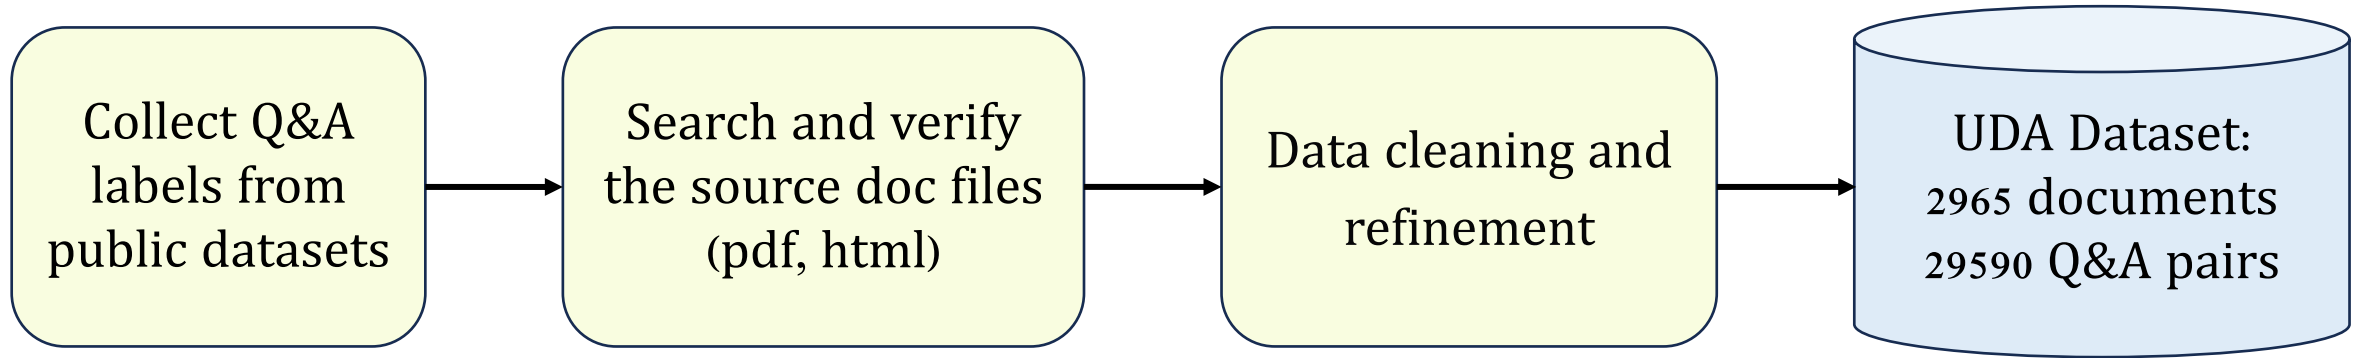 Collect Q&A
labels from
public datasets
Search and verify
the source doc files
(pdf, html)
Data cleaning and
refinement
UDA Dataset:
2965 documents
29590 Q&A pairs